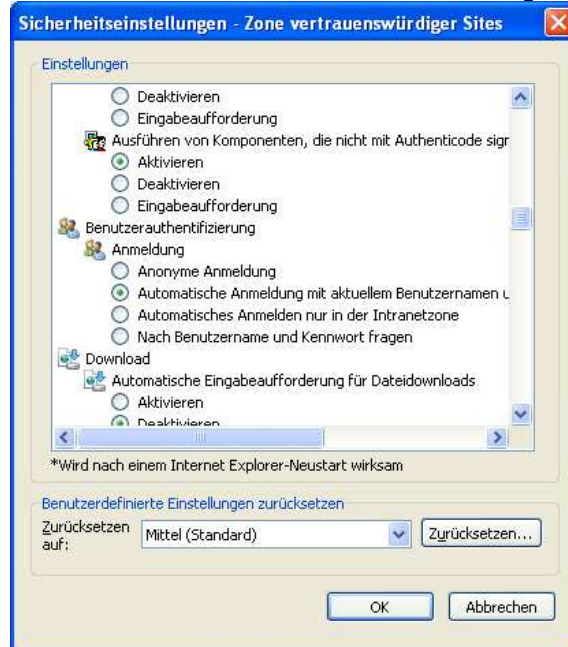 Sicherheitseinstellungen - Zone vertrauenswürdiger Sites
Einstellungen
Deaktivieren
Eingabeaufforderung
Ausführen von Komponenten, die nicht mit Authenticode sigr
Aktivieren
Deaktivieren
Eingabeaufforderung
Benutzerauthentifizierung
Anmeldung
Anonyme Anmeldung
Automatische Anmeldung mit aktuellem Benutzernamen u
Automatisches Anmelden nur in der Intranetzone
Nach Benutzername und Kennwort fragen
Download
Automatische Eingabeaufforderung für Dateidownloads
Aktivieren
Deaktivieren
*Wird nach einem Internet Explorer-Neustart wirksam
Benutzerdefinierte Einstellungen zurücksetzen
Zurücksetzen auf:
Mittel (Standard)
Zurücksetzen...
OK
Abbrechen